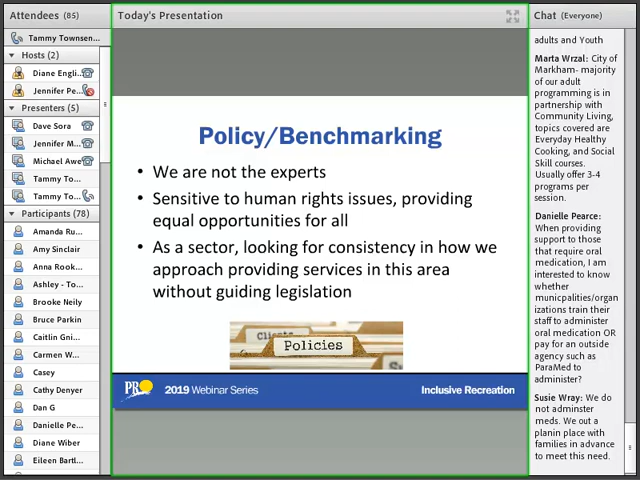 Attendees (85)
Tammy Townsen...
Hosts (2)
Diane Engli...
Jennifer Pe...
Presenters (5)
Dave Sora
Jennifer M...
Michael Awe
Tammy To...
Tammy To...
Participants (78)
Amanda Ru...
Amy Sinclair
Anna Rook...
Ashley - To...
Brooke Neily
Bruce Parkin
Caitlin Gni...
Carmen W...
Casey
Cathy Denyer
Dan G
Danielle Pe...
Diane Wiber
Eileen Bartl...
Today's Presentation
Policy/Benchmarking
• We are not the experts
• Sensitive to human rights issues, providing
equal opportunities for all
• As a sector, looking for consistency in how we
approach providing services in this area
without guiding legislation
Clients
Policies
PRO
2019 Webinar Series
Inclusive Recreation
Chat (Everyone)
adults and Youth
Marta Wrzal: City of
Markham- majority
of our adult
programming is in
partnership with
Community Living,
topics covered are
Everyday Healthy
Cooking, and Social
Skill courses.
Usually offer 3-4
programs per
session.
Danielle Pearce:
When providing
support to those
that require oral
medication, I am
interested to know
whether
municpalities/organ
izations train their
staff to administer
oral medication OR
pay for an outside
agency such as
ParaMed to
administer?
Susie Wray: We do
not adminster
meds. We out a
planin place with
families in advance
to meet this need.